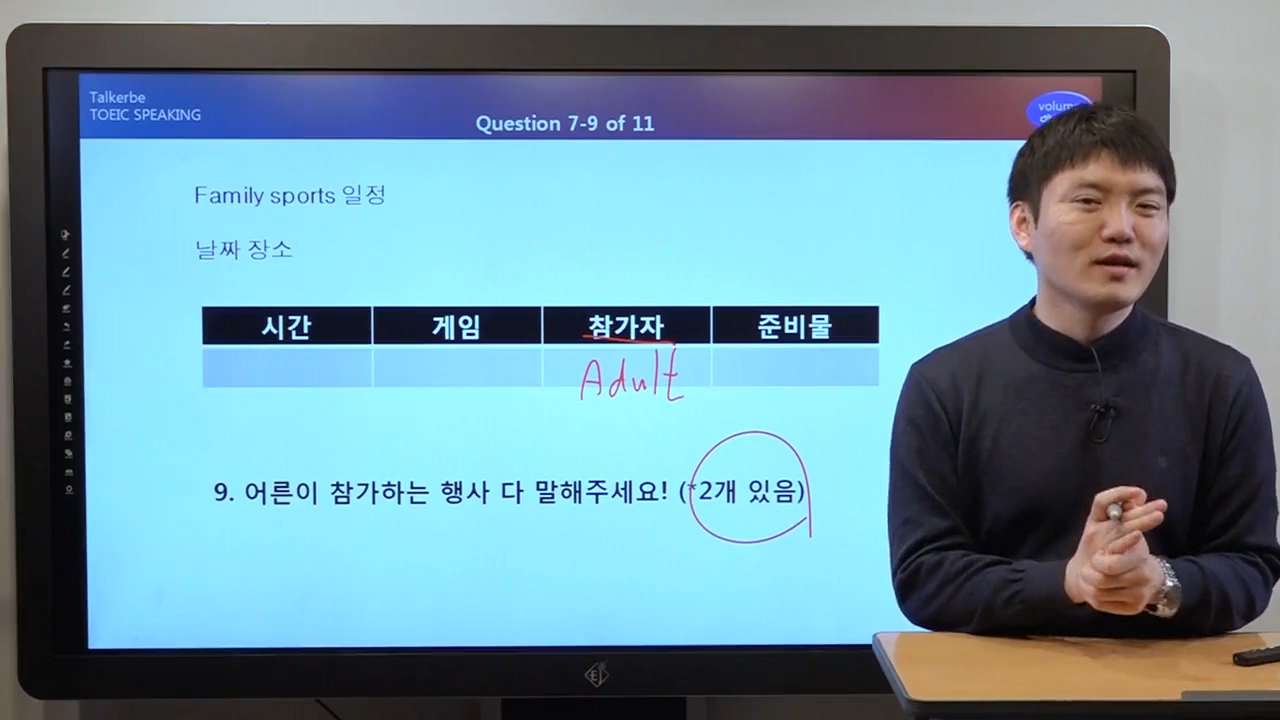 Talkerbe
TOEIC SPEAKING
Question 7-9 of 11
Family sports 일정
날짜 장소
시간 게임 참가자 준비물
Adult
9. 어른이 참가하는 행사 다 말해주세요! (*2개 있음)